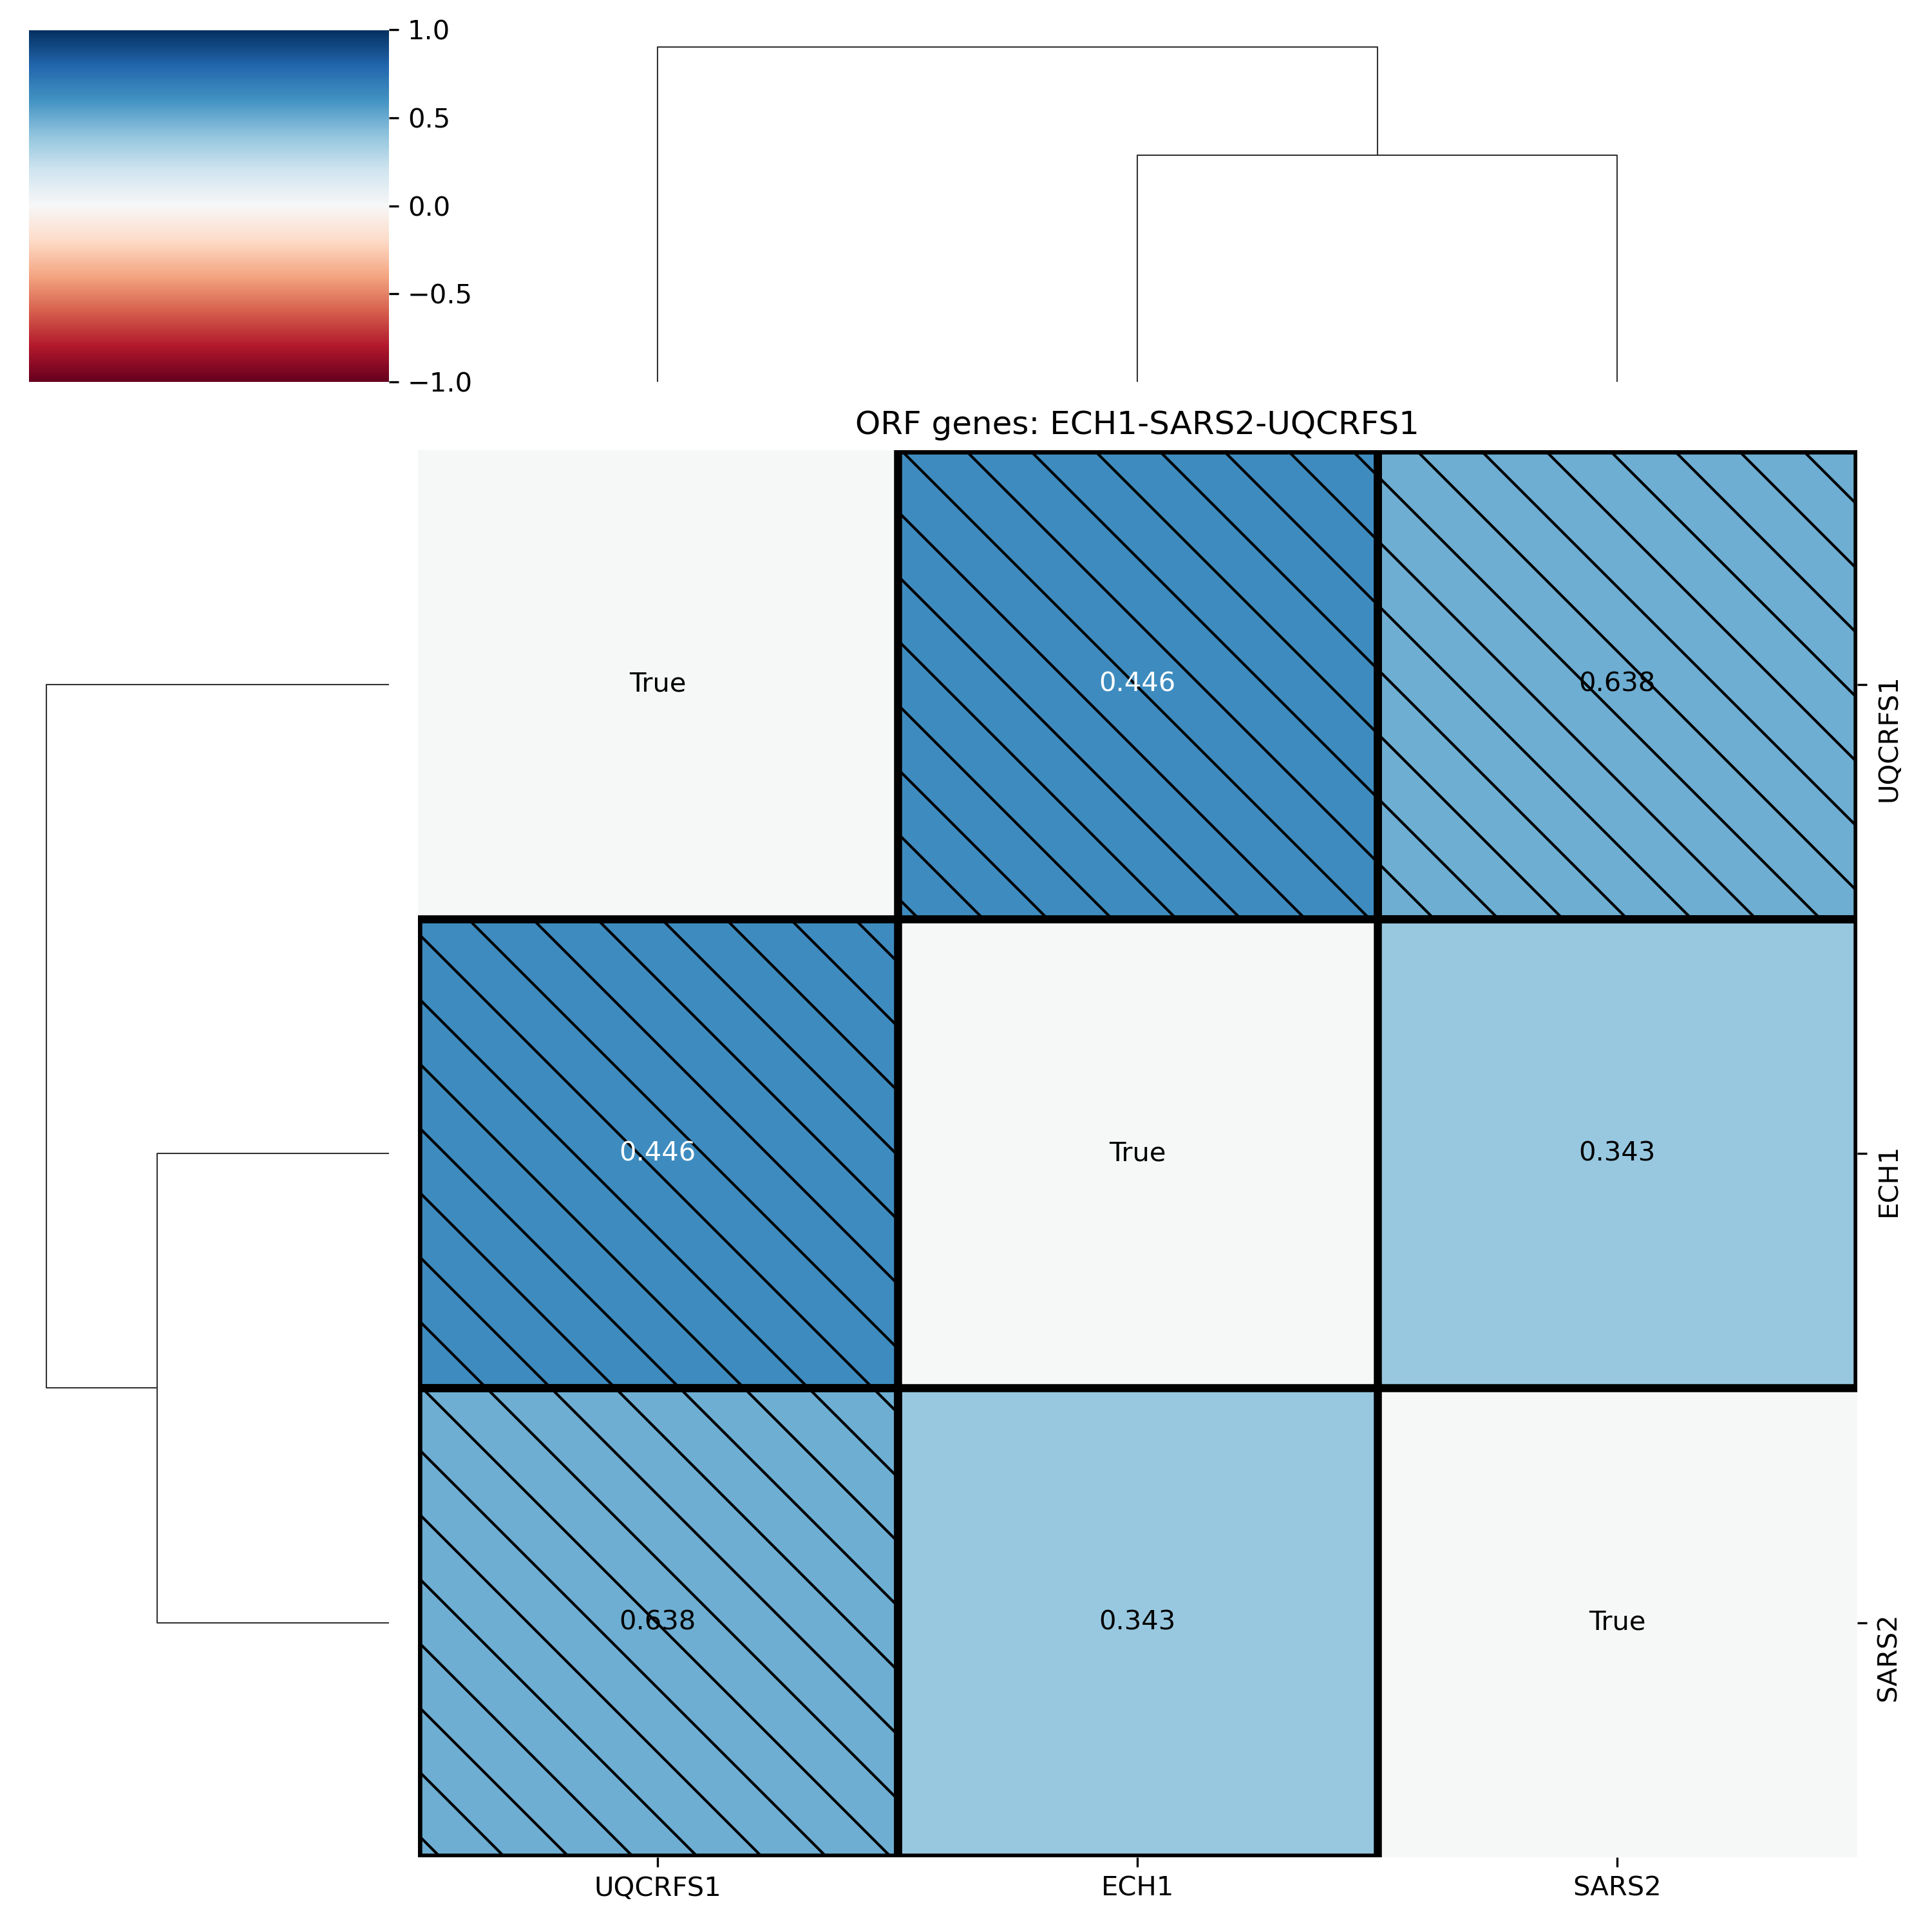 1.0
0.5
0.0
−0.5
−1.0
ORF genes: ECH1-SARS2-UQCRFS1
True 0.446 0.638 UQCRFS1
0.446 True 0.343 ECH1
0.638 0.343 True SARS2
UQCRFS1 ECH1 SARS2